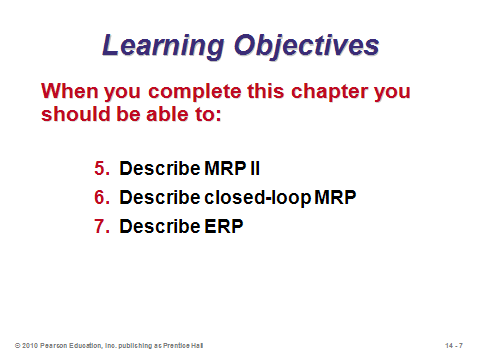 Learning Objectives
When you complete this chapter you
should be able to:
5. Describe MRP II
6. Describe closed-loop MRP
7. Describe ERP
© 2010 Pearson Education, Inc. publishing as Prentice Hall
14 - 7